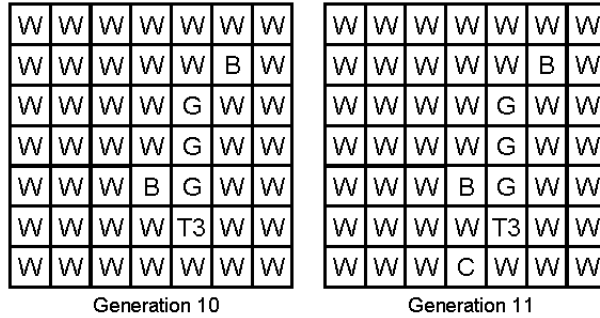 W W W W W W W W W W W W W W
W W W W W B W W W W W W B W
W W W W G W W W W W W G W W
W W W W G W W W W W W G W W
W W W B G W W W W W B G W W
W W W W T3 W W W W W W T3 W W
W W W W W W W W W W C W W W
Generation 10 Generation 11